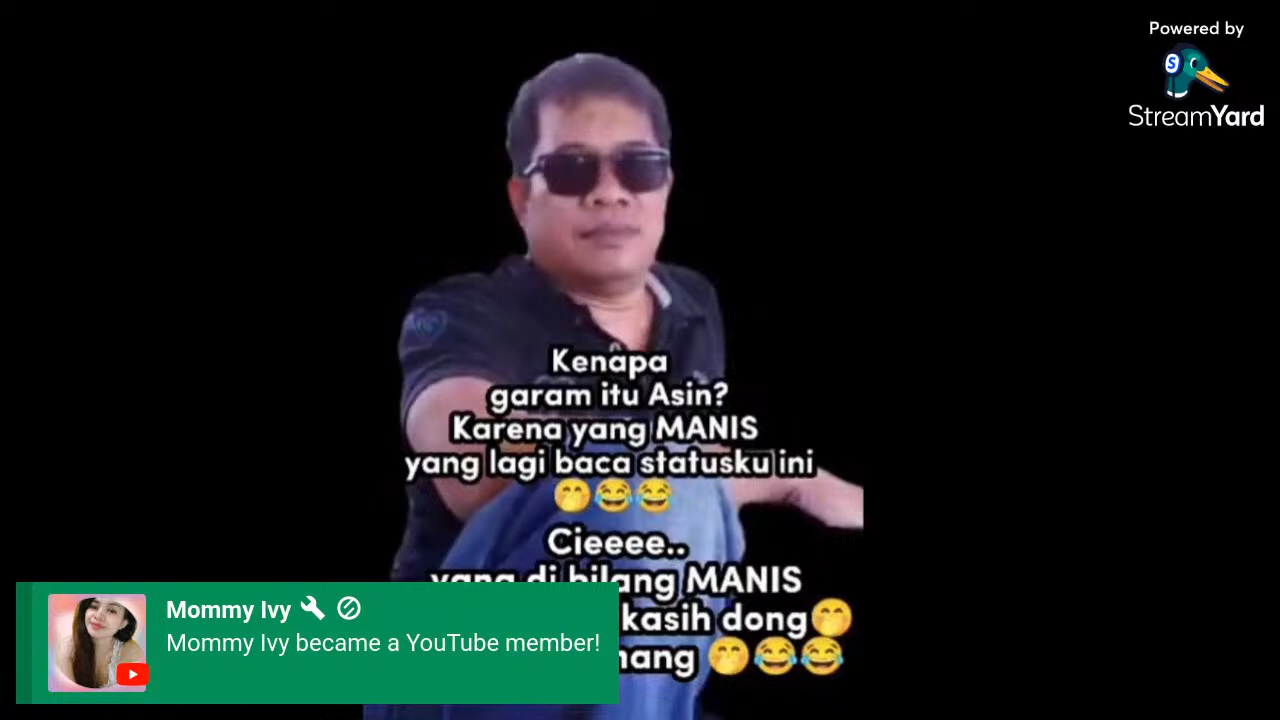 Powered by
StreamYard
Kenapa
garam itu Asin?
Karena yang MANIS
yang lagi baca statusku ini
🤭😂😂
Cieeee..
yang di bilang MANIS
kasih dong🤭
🤭😂😂
Mommy Ivy
Mommy Ivy became a YouTube member!